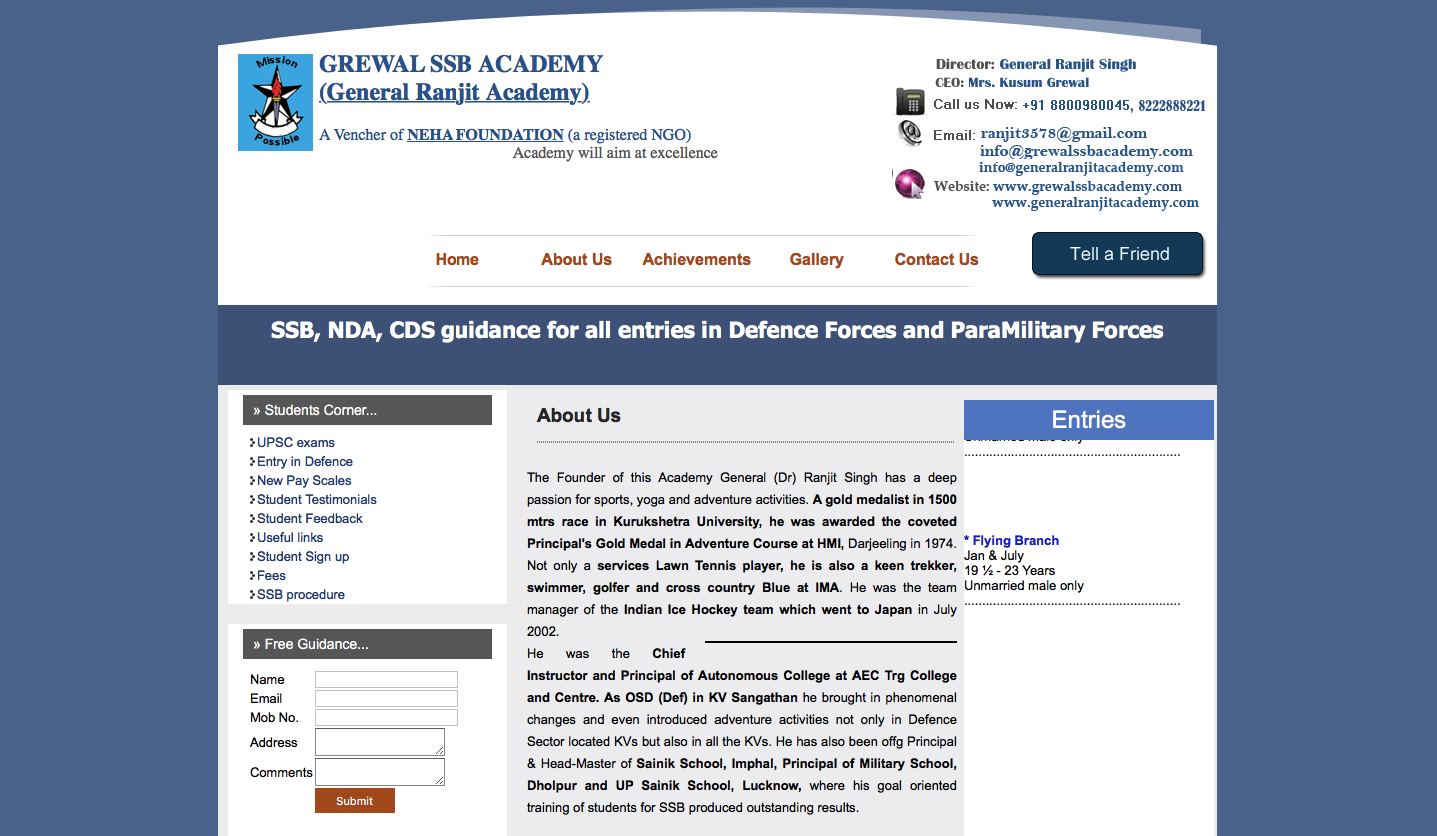 Mission
Possible
GREWAL SSB ACADEMY
(General Ranjit Academy)
A Vencher of NEHA FOUNDATION (a registered NGO)
Academy will aim at excellence
Director: General Ranjit Singh
CEO: Mrs. Kusum Grewal
Call us Now: +91 8800980045, 8222888221
Email: ranjit3578@gmail.com
info@grewalssbacademy.com
info@generalranjitacademy.com
Website: www.grewalssbacademy.com
www.generalranjitacademy.com
Home About Us Achievements Gallery Contact Us
Tell a Friend
SSB, NDA, CDS guidance for all entries in Defence Forces and ParaMilitary Forces
» Students Corner...
UPSC exams
Entry in Defence
New Pay Scales
Student Testimonials
Student Feedback
Useful links
Student Sign up
Fees
SSB procedure
» Free Guidance...
Name
Email
Mob No.
Address
Comments
Submit
About Us
The Founder of this Academy General (Dr) Ranjit Singh has a deep
passion for sports, yoga and adventure activities. A gold medalist in 1500
mtrs race in Kurukshetra University, he was awarded the coveted
Principal's Gold Medal in Adventure Course at HMI, Darjeeling in 1974.
Not only a services Lawn Tennis player, he is also a keen trekker,
swimmer, golfer and cross country Blue at IMA. He was the team
manager of the Indian Ice Hockey team which went to Japan in July
2002.
He was the Chief
Instructor and Principal of Autonomous College at AEC Trg College
and Centre. As OSD (Def) in KV Sangathan he brought in phenomenal
changes and even introduced adventure activities not only in Defence
Sector located KVs but also in all the KVs. He has also been offg Principal
& Head-Master of Sainik School, Imphal, Principal of Military School,
Dholpur and UP Sainik School, Lucknow, where his goal oriented
training of students for SSB produced outstanding results.
Entries
Unmarried male only
............................................................
* Flying Branch
Jan & July
19 ½ - 23 Years
Unmarried male only
............................................................